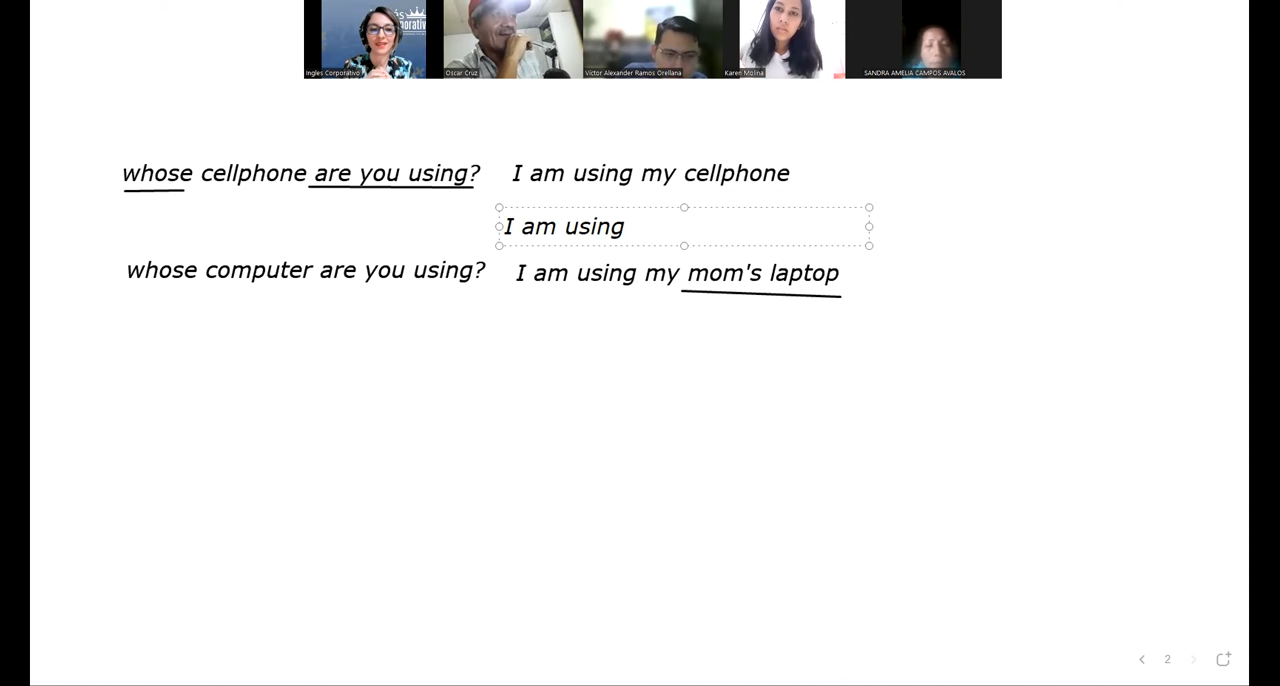 Ingles Corporativo
Oscar Cruz
Víctor Alexander Ramos Orellana
Karen Molina
SANDRA AMELIA CAMPOS AVALOS
whose cellphone are you using? I am using my cellphone
I am using
whose computer are you using? I am using my mom's laptop
2